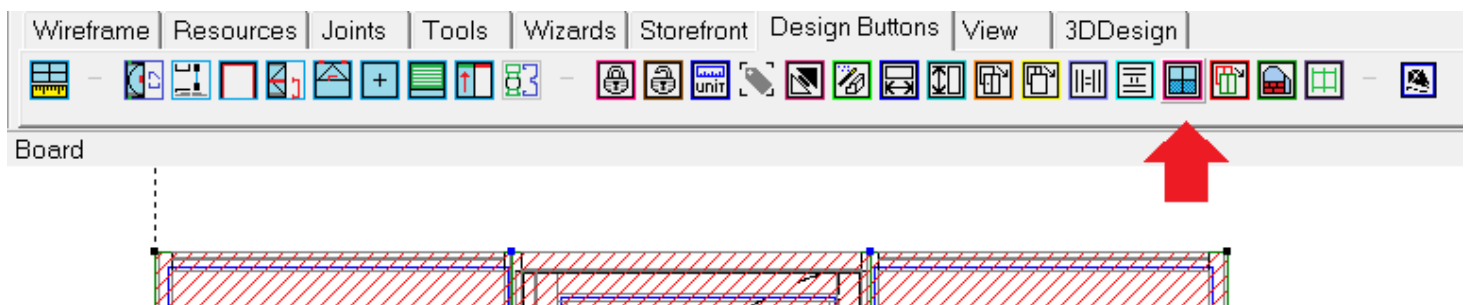 Wireframe Resources Joints Tools Wizards Storefront Design Buttons View 3DDesign
unit
Board